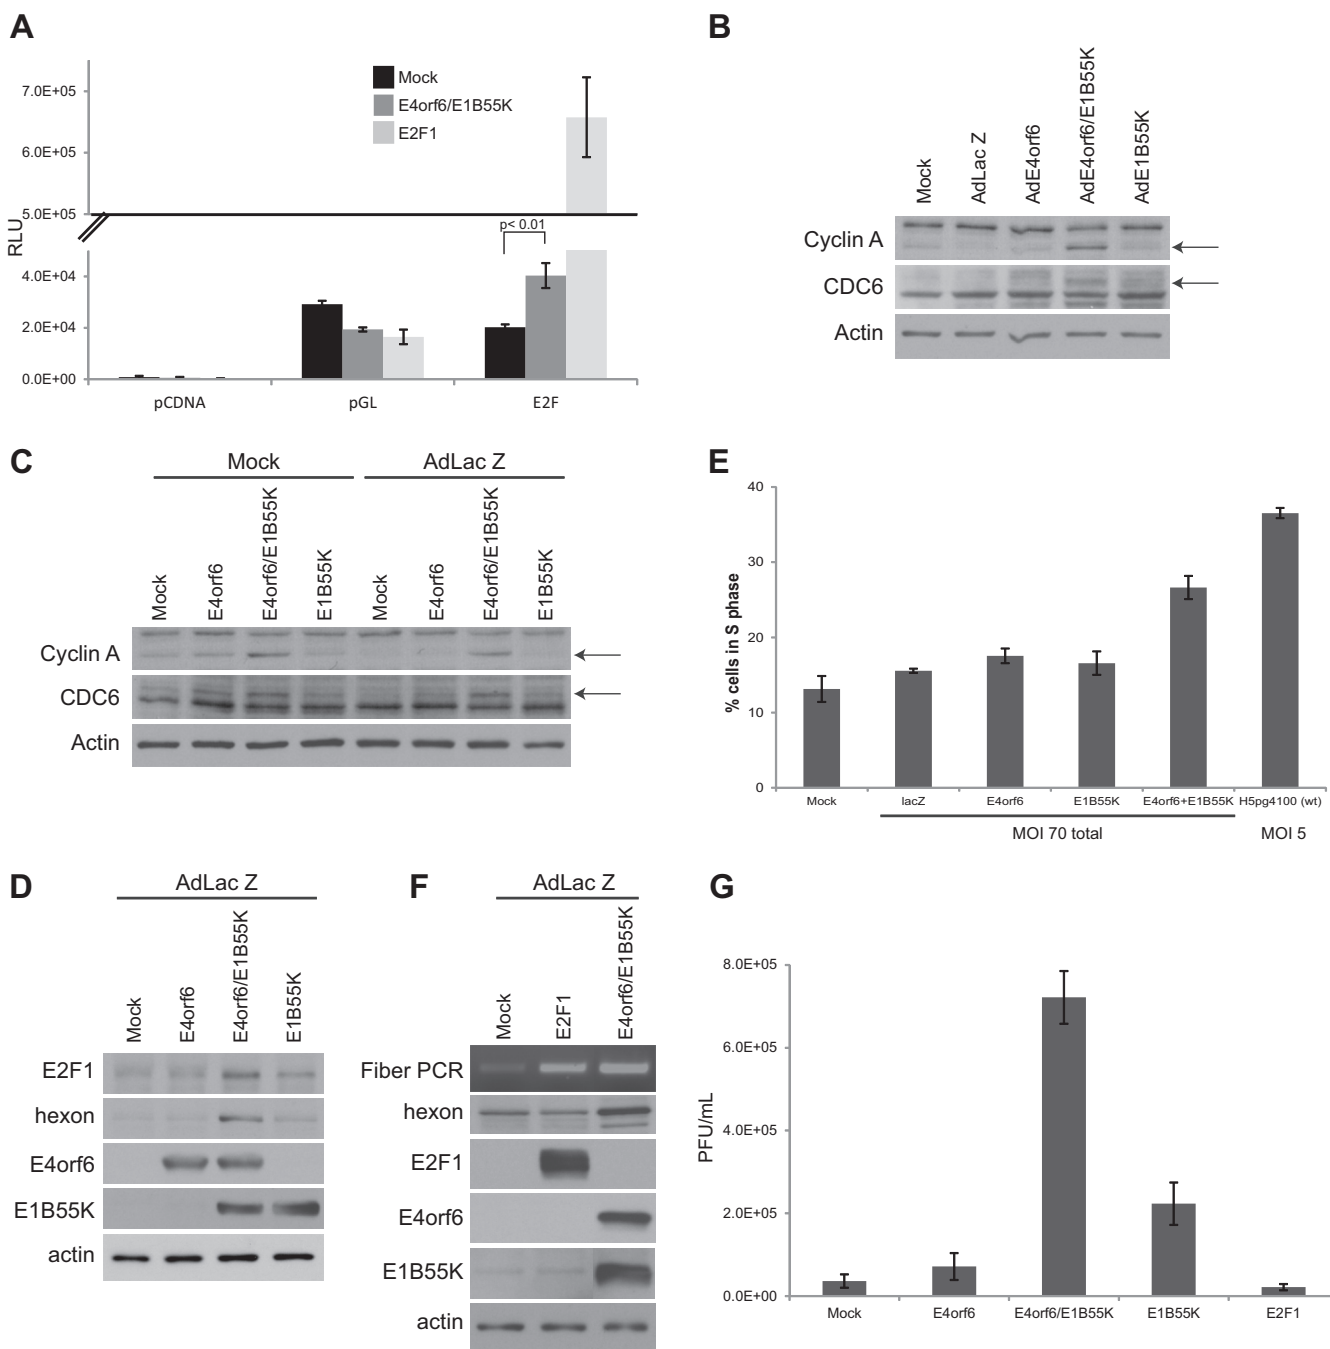 A
7.0E+05
6.0E+05
5.0E+05
4.0E+04
2.0E+04
0.0E+00
RLU
Mock
E4orf6/E1B55K
E2F1
p< 0.01
pCDNA
pGL
E2F
B
Mock
AdLac Z
AdE4orf6
AdE4orf6/E1B55K
AdE1B55K
Cyclin A
CDC6
Actin
C
Mock
AdLac Z
Mock
E4orf6
E4orf6/E1B55K
E1B55K
Mock
E4orf6
E4orf6/E1B55K
E1B55K
Cyclin A
CDC6
Actin
E
40
30
20
10
0
% cells in S phase
Mock
lacZ
E4orf6
E1B55K
E4orf6+E1B55K
H5pg4100 (wt)
MOI 70 total
MOI 5
D
AdLac Z
Mock
E4orf6
E4orf6/E1B55K
E1B55K
E2F1
hexon
E4orf6
E1B55K
actin
F
AdLac Z
Mock
E2F1
E4orf6/E1B55K
Fiber PCR
hexon
E2F1
E4orf6
E1B55K
actin
G
8.0E+05
6.0E+05
4.0E+05
2.0E+05
0.0E+00
PFU/mL
Mock
E4orf6
E4orf6/E1B55K
E1B55K
E2F1